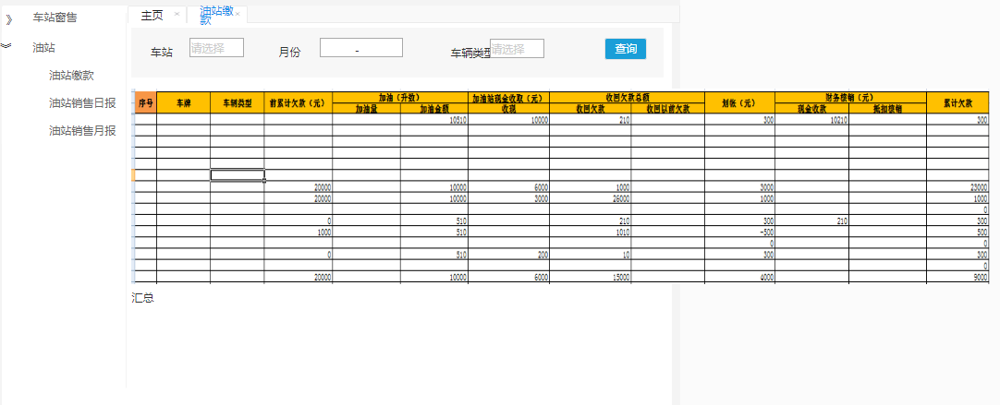 》 车站窗售
︾ 油站
油站缴款
油站销售日报
油站销售月报
主页 × 油站缴款 ×
车站 请选择 月份 - 车辆类型 请选择 查询
序号 车牌 车辆类型 前累计欠款（元） 加油（升数） 加油站现金收取（元） 收回欠款总额 划账（元） 财务核销（元） 累计欠款
加油量 加油金额 收现 收回欠款 收回以前欠款 现金收款 抵扣核销
10510 10000 210 300 10210 300
20000 10000 6000 1000 3000 23000
20000 10000 3000 26000 1000 1000
0
0 510 210 300 210 300
1000 510 1010 -500 500
0 0
0 510 200 10 300 300
0
20000 10000 6000 15000 4000 9000
汇总